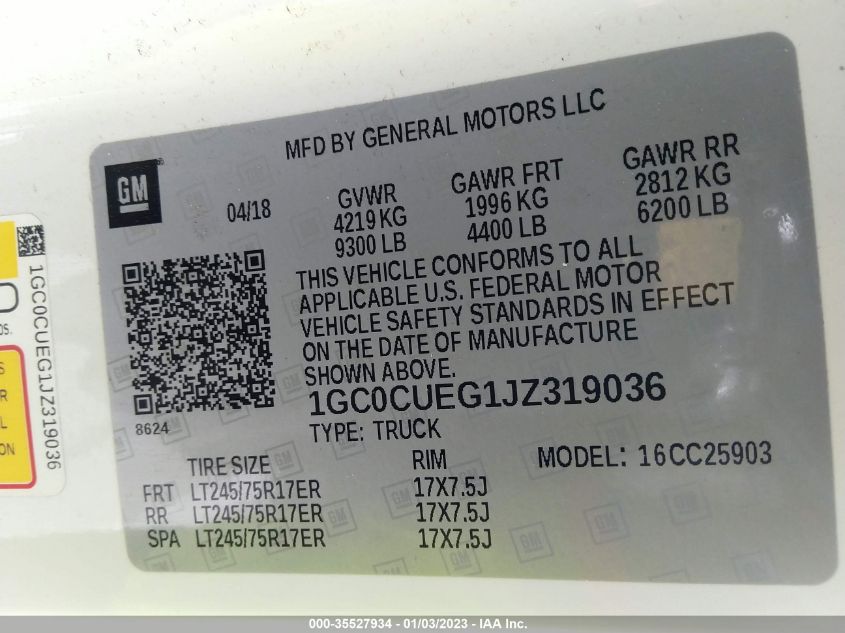 MFD BY GENERAL MOTORS LLC
GM
04/18
GVWR
4219 KG
9300 LB
GAWR FRT
1996 KG
4400 LB
GAWR RR
2812 KG
6200 LB
THIS VEHICLE CONFORMS TO ALL
APPLICABLE U.S. FEDERAL MOTOR
VEHICLE SAFETY STANDARDS IN EFFECT
ON THE DATE OF MANUFACTURE
SHOWN ABOVE.
1GC0CUEG1JZ319036
8624
TYPE: TRUCK
MODEL: 16CC25903
TIRE SIZE RIM
FRT LT245/75R17ER 17X7.5J
RR LT245/75R17ER 17X7.5J
SPA LT245/75R17ER 17X7.5J
1GC0CUEG1JZ319036
000-35527934 - 01/03/2023 - IAA Inc.